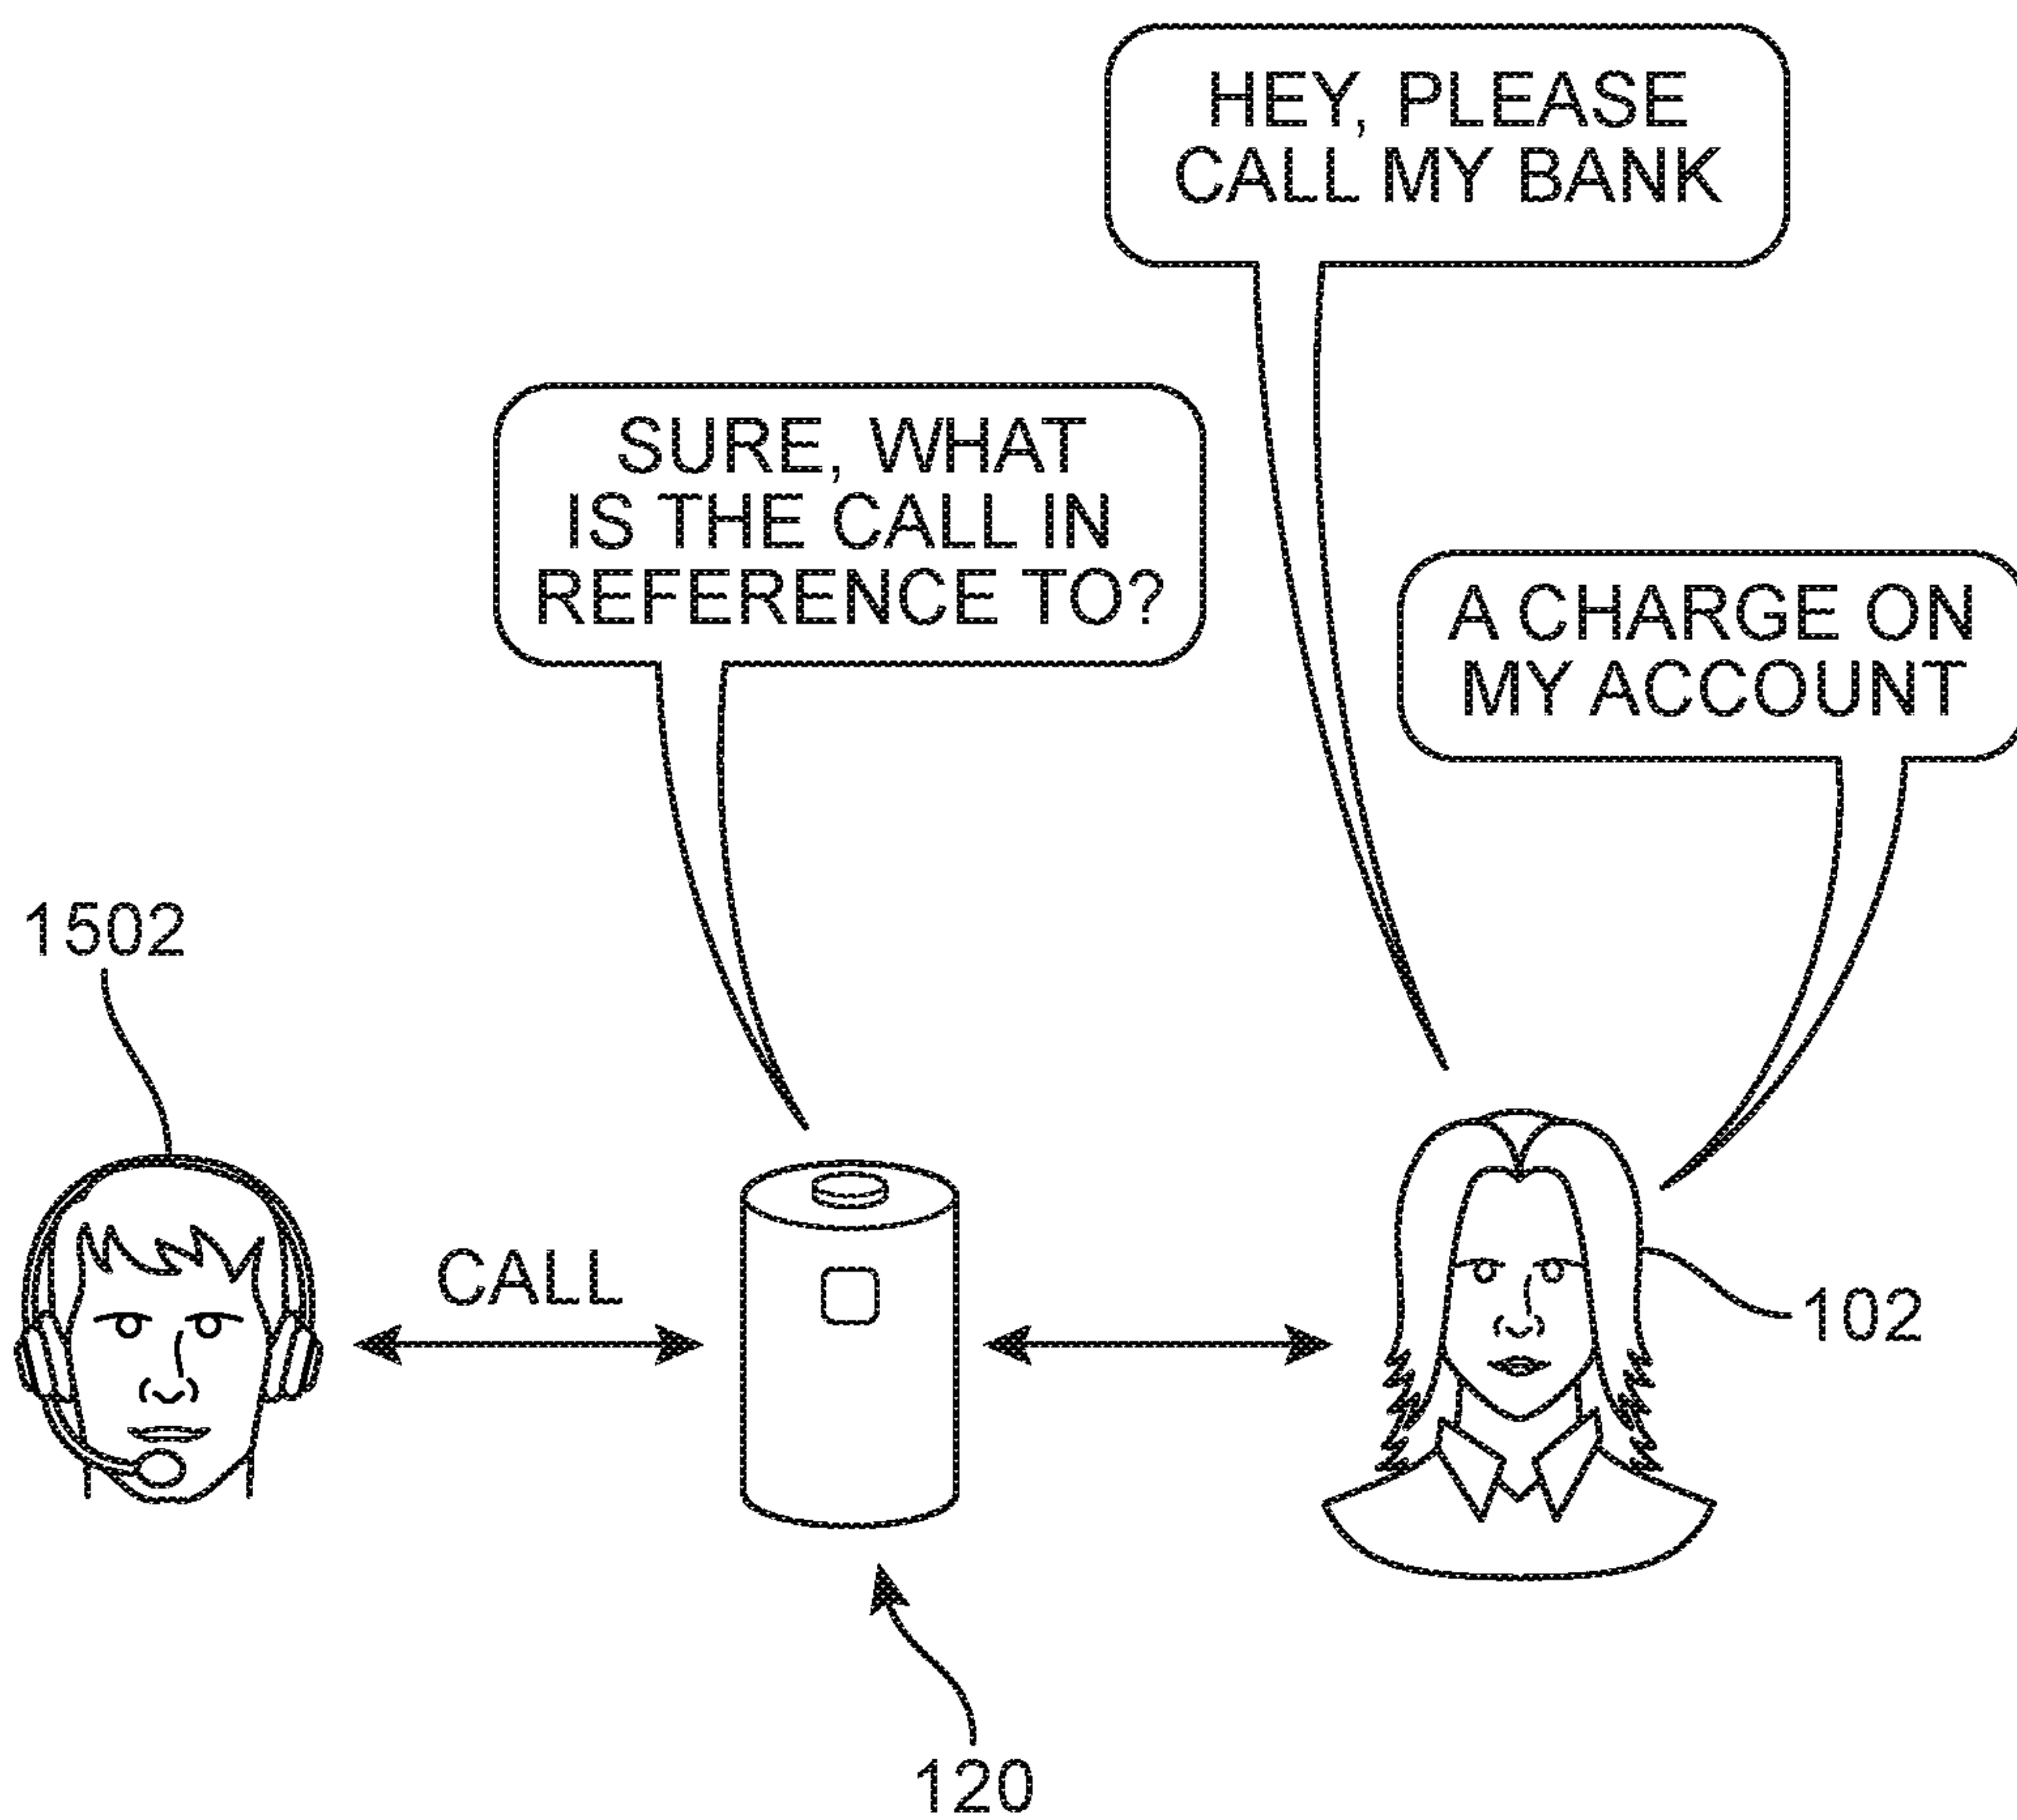 HEY, PLEASE
CALL MY BANK
SURE, WHAT
IS THE CALL IN
REFERENCE TO?
A CHARGE ON
MY ACCOUNT
1502
CALL
102
120